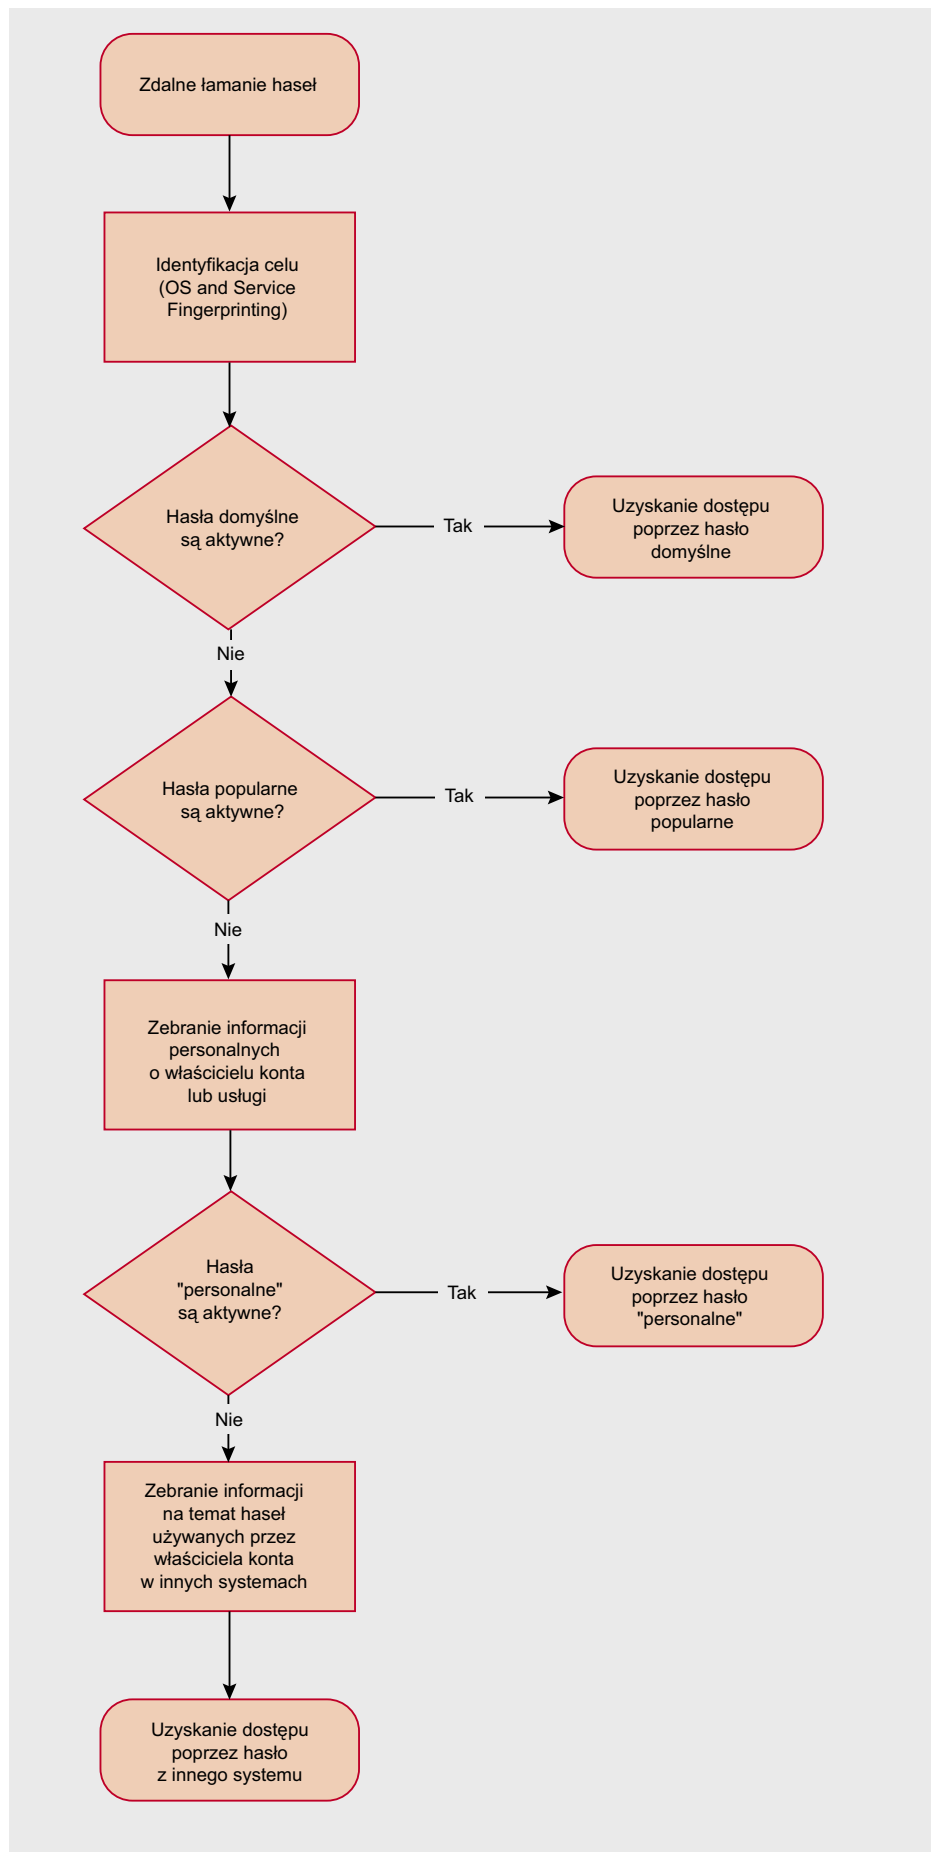 Zdalne łamanie haseł
Identyfikacja celu
(OS and Service
Fingerprinting)
Hasła domyślne
są aktywne?
Tak
Uzyskanie dostępu
poprzez hasło
domyślne
Nie
Hasła popularne
są aktywne?
Tak
Uzyskanie dostępu
poprzez hasło
popularne
Nie
Zebranie informacji
personalnych
o właścicielu konta
lub usługi
Hasła
"personalne"
są aktywne?
Tak
Uzyskanie dostępu
poprzez hasło
"personalne"
Nie
Zebranie informacji
na temat haseł
używanych przez
właściciela konta
w innych systemach
Uzyskanie dostępu
poprzez hasło
z innego systemu